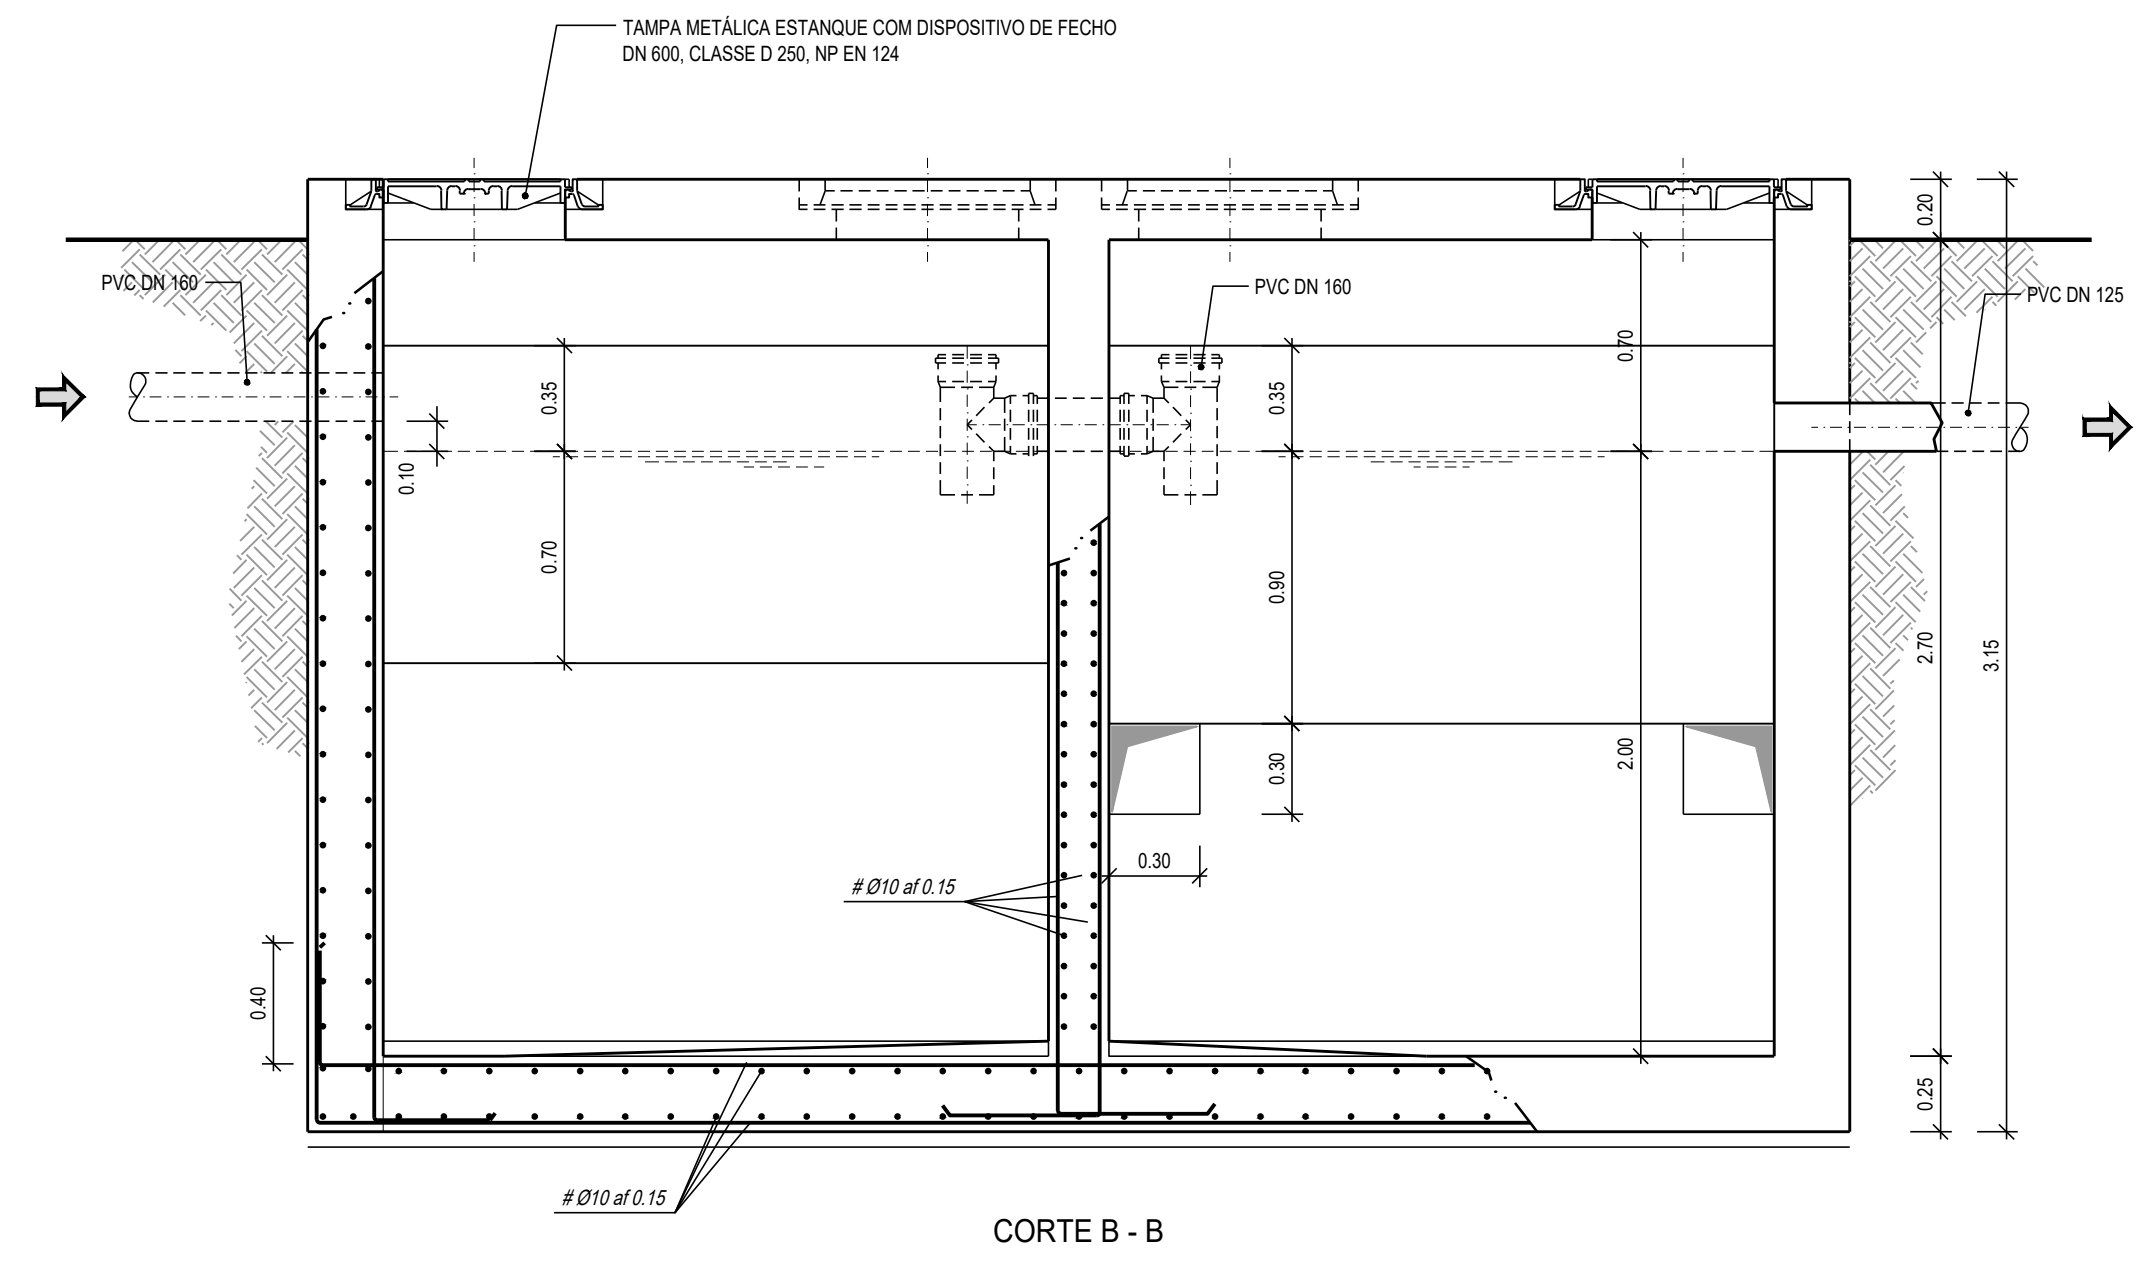 TAMPA METÁLICA ESTANQUE COM DISPOSITIVO DE FECHO
DN 600, CLASSE D 250, NP EN 124
0.20
PVC DN 160
PVC DN 160
PVC DN 125
0.70
0.35
0.35
0.10
0.70
0.90
2.70
3.15
0.30
2.00
0.30
# Ø10 af 0.15
0.40
0.25
# Ø10 af 0.15
CORTE B - B